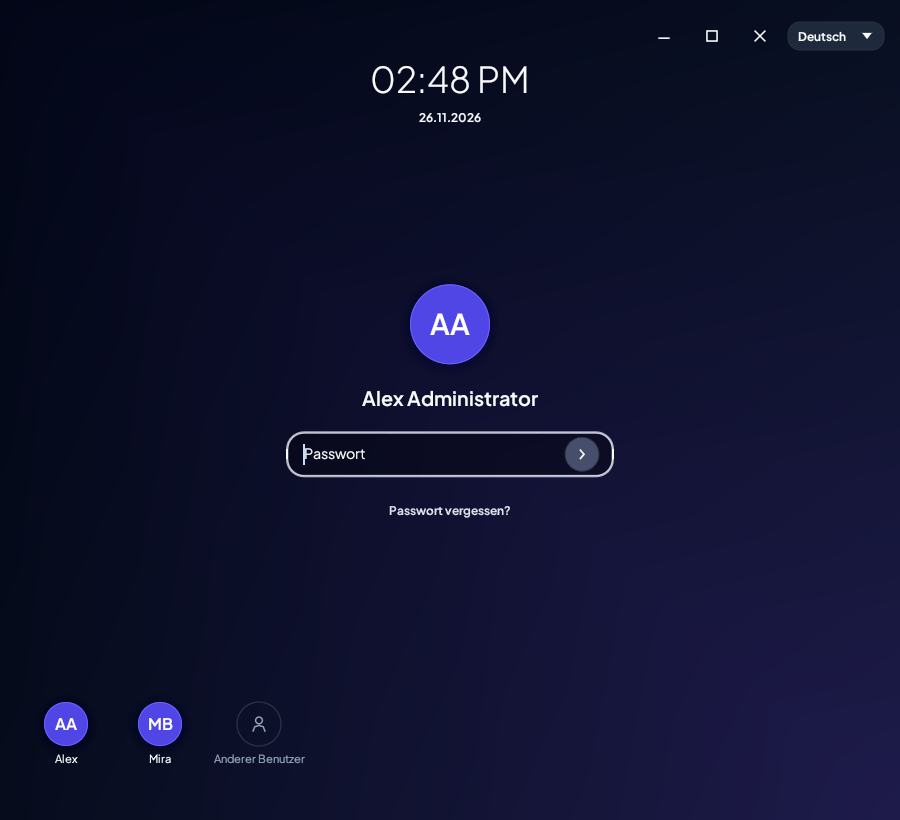 Deutsch
02:48 PM
26.11.2026
AA
Alex Administrator
Passwort
Passwort vergessen?
AA
Alex
MB
Mira
Anderer Benutzer